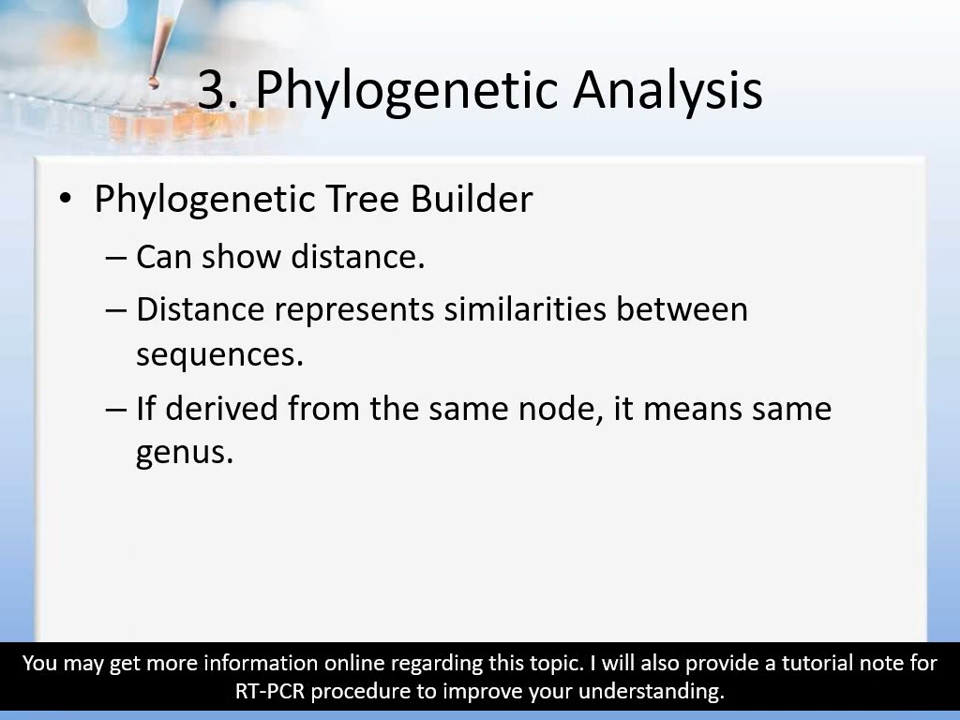 3. Phylogenetic Analysis
• Phylogenetic Tree Builder
– Can show distance.
– Distance represents similarities between
sequences.
– If derived from the same node, it means same
genus.
You may get more information online regarding this topic. I will also provide a tutorial note for
RT-PCR procedure to improve your understanding.